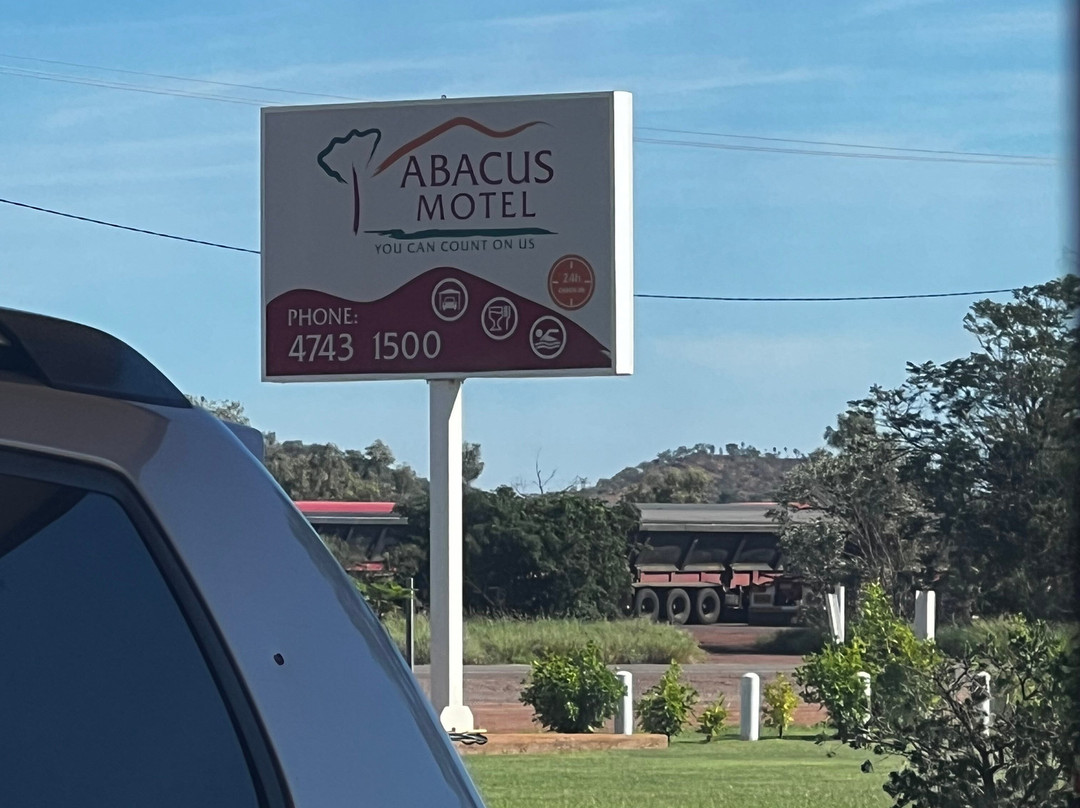 ABACUS
MOTEL
YOU CAN COUNT ON US
PHONE:
4743 1500